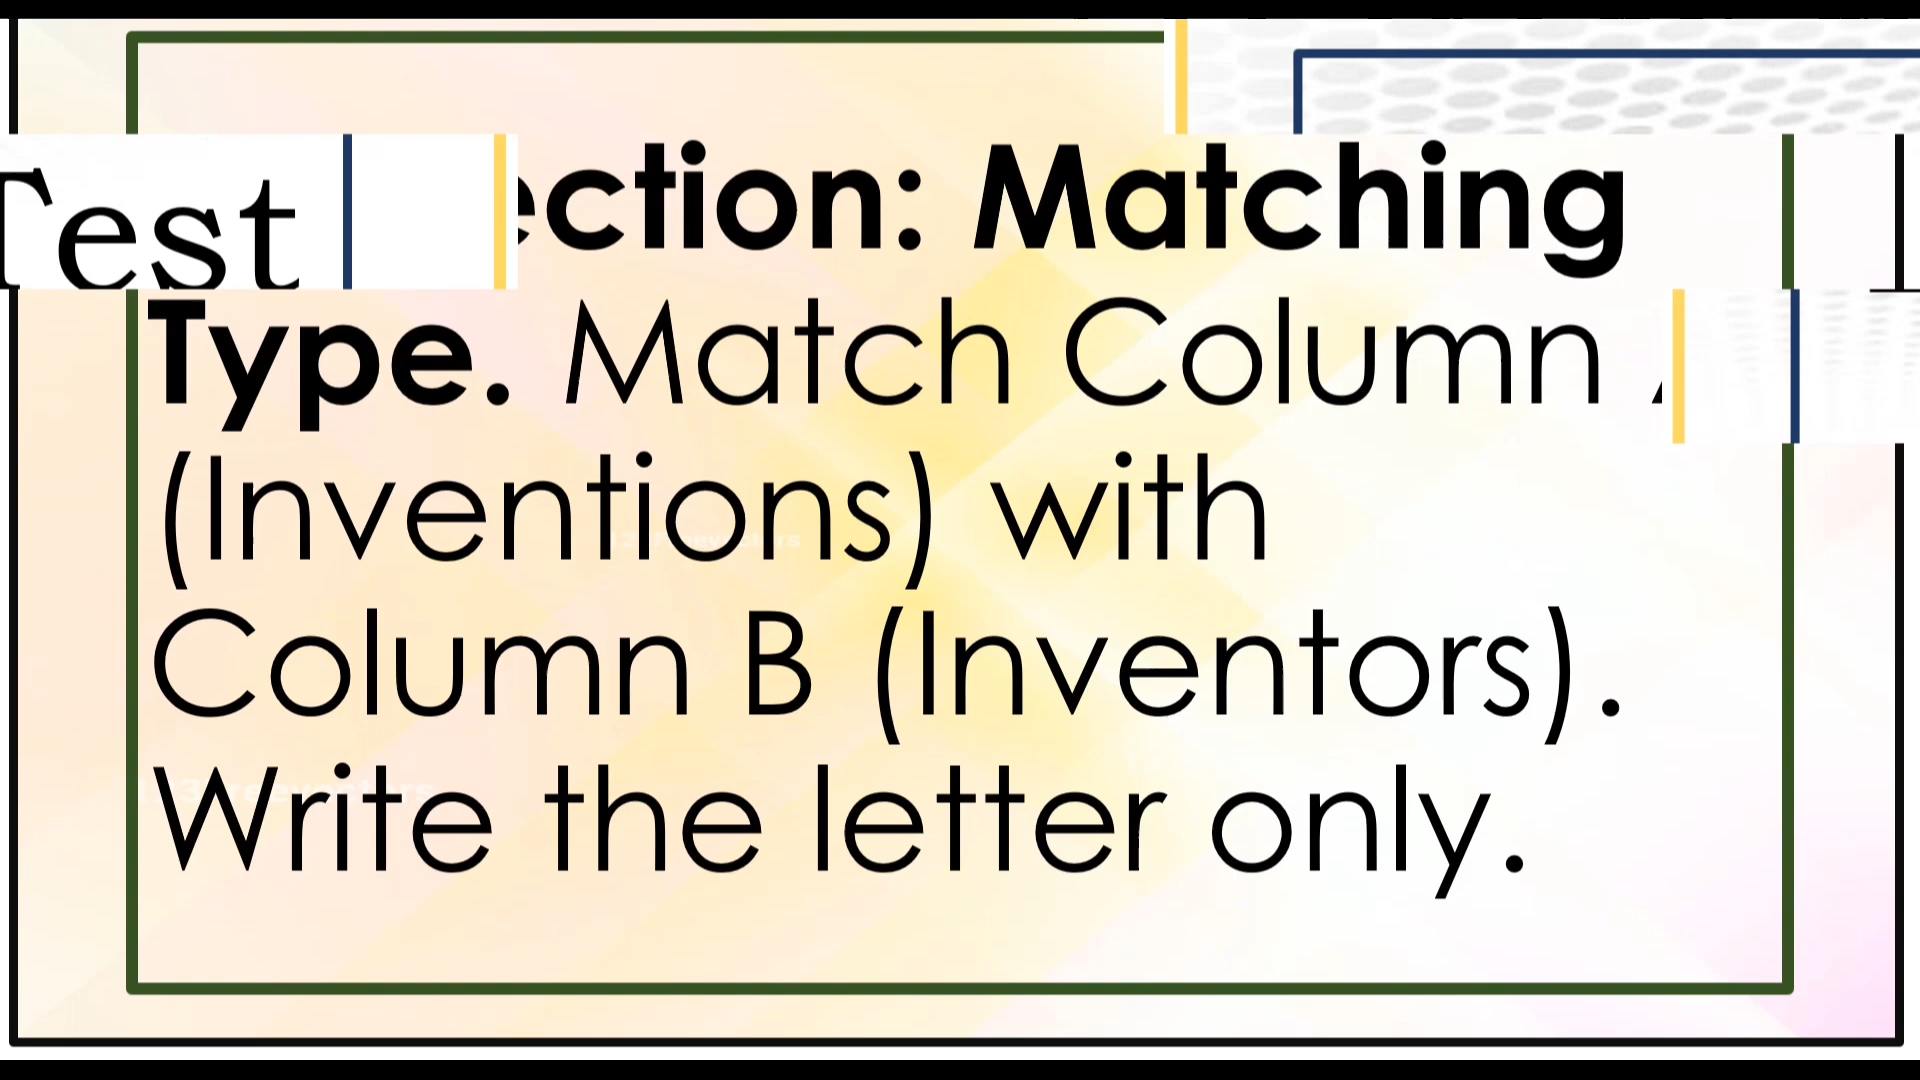 Test
ection: Matching
Type. Match Column
(Inventions) with
Column B (Inventors).
Write the letter only.